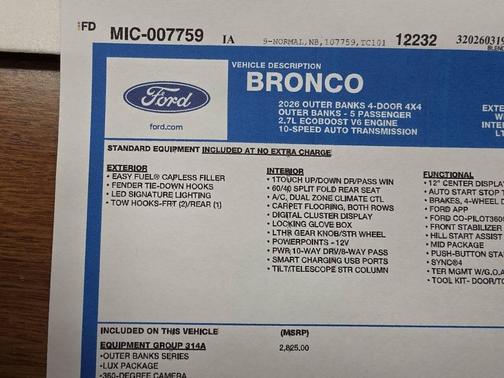 FD MIC-007759 IA 9-NORMAL,NB,107759,TC101 12232 320260319
VEHICLE DESCRIPTION
BRONCO
Ford
ford.com
2026 OUTER BANKS 4-DOOR 4X4
OUTER BANKS - 5 PASSENGER
2.7L ECOBOOST V6 ENGINE
10-SPEED AUTO TRANSMISSION
EXTE
W
INTE
LT
STANDARD EQUIPMENT INCLUDED AT NO EXTRA CHARGE
EXTERIOR
• EASY FUEL® CAPLESS FILLER
• FENDER TIE-DOWN HOOKS
• LED SIGNATURE LIGHTING
• TOW HOOKS-FRT (2)/REAR (1)
INTERIOR
• 1TOUCH UP/DOWN DR/PASS WIN
• 60/40 SPLIT FOLD REAR SEAT
• A/C, DUAL ZONE CLIMATE CTL
• CARPET FLOORING, BOTH ROWS
• DIGITAL CLUSTER DISPLAY
• LOCKING GLOVE BOX
• LTHR GEAR KNOB/STR WHEEL
• POWERPOINTS - 12V
• PWR 10-WAY DRV/8-WAY PASS
• SMART CHARGING USB PORTS
• TILT/TELESCOPE STR COLUMN
FUNCTIONAL
• 12" CENTER DISPLA
• AUTO START STOP T
• BRAKES, 4-WHEEL D
• FORD APP
• FORD CO-PILOT360
• FRONT STABILIZER
• HILL START ASSIST
• MID PACKAGE
• PUSH-BUTTON STA
• SYNC®4
• TER MGMT W/G.O.A
• TOOL KIT- DOOR/TO
INCLUDED ON THIS VEHICLE (MSRP)
EQUIPMENT GROUP 314A 2,825.00
•OUTER BANKS SERIES
•LUX PACKAGE
•360-DEGREE CAMERA